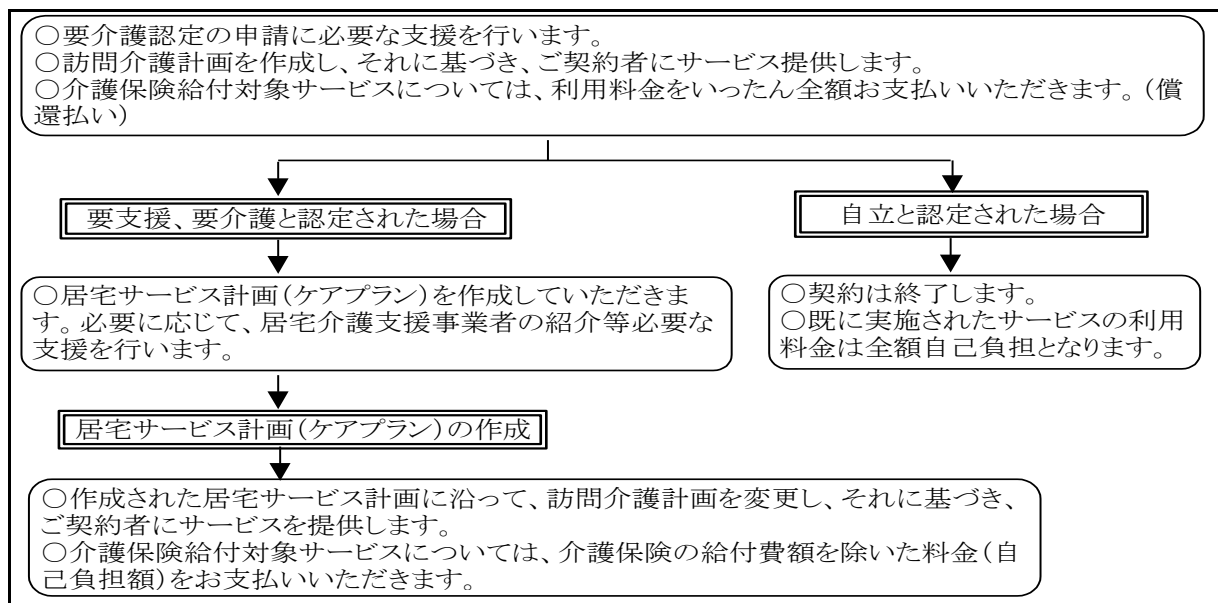 ○要介護認定の申請に必要な支援を行います。
○訪問介護計画を作成し、それに基づき、ご契約者にサービス提供します。
○介護保険給付対象サービスについては、利用料金をいったん全額お支払いいただきます。(償
還払い)
要支援、要介護と認定された場合
自立と認定された場合
○居宅サービス計画(ケアプラン)を作成していただきま
す。必要に応じて、居宅介護支援事業者の紹介等必要な
支援を行います。
○契約は終了します。
○既に実施されたサービスの利用
料金は全額自己負担となります。
居宅サービス計画(ケアプラン)の作成
○作成された居宅サービス計画に沿って、訪問介護計画を変更し、それに基づき、
ご契約者にサービスを提供します。
○介護保険給付対象サービスについては、介護保険の給付費額を除いた料金(自
己負担額)をお支払いいただきます。